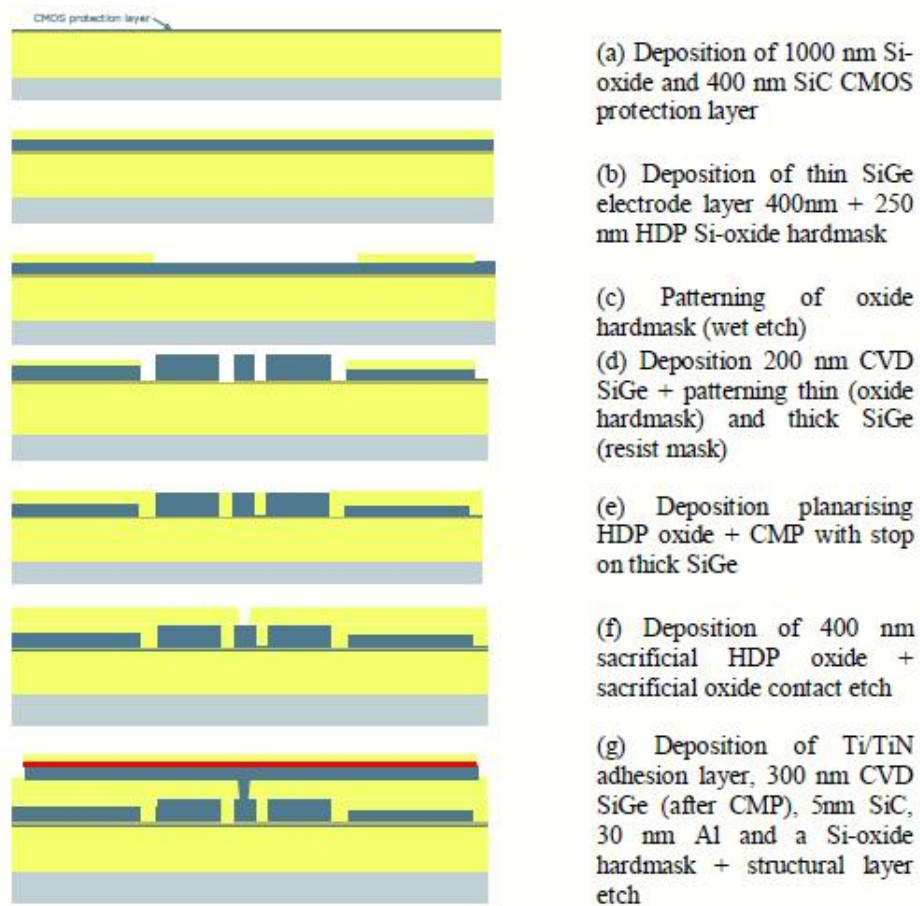 CMOS protection layer
(a) Deposition of 1000 nm Si-
oxide and 400 nm SiC CMOS
protection layer
(b) Deposition of thin SiGe
electrode layer 400nm + 250
nm HDP Si-oxide hardmask
(c) Patterning of oxide
hardmask (wet etch)
(d) Deposition 200 nm CVD
SiGe + patterning thin (oxide
hardmask) and thick SiGe
(resist mask)
(e) Deposition planarising
HDP oxide + CMP with stop
on thick SiGe
(f) Deposition of 400 nm
sacrificial HDP oxide +
sacrificial oxide contact etch
(g) Deposition of Ti/TiN
adhesion layer, 300 nm CVD
SiGe (after CMP), 5nm SiC,
30 nm Al and a Si-oxide
hardmask + structural layer
etch